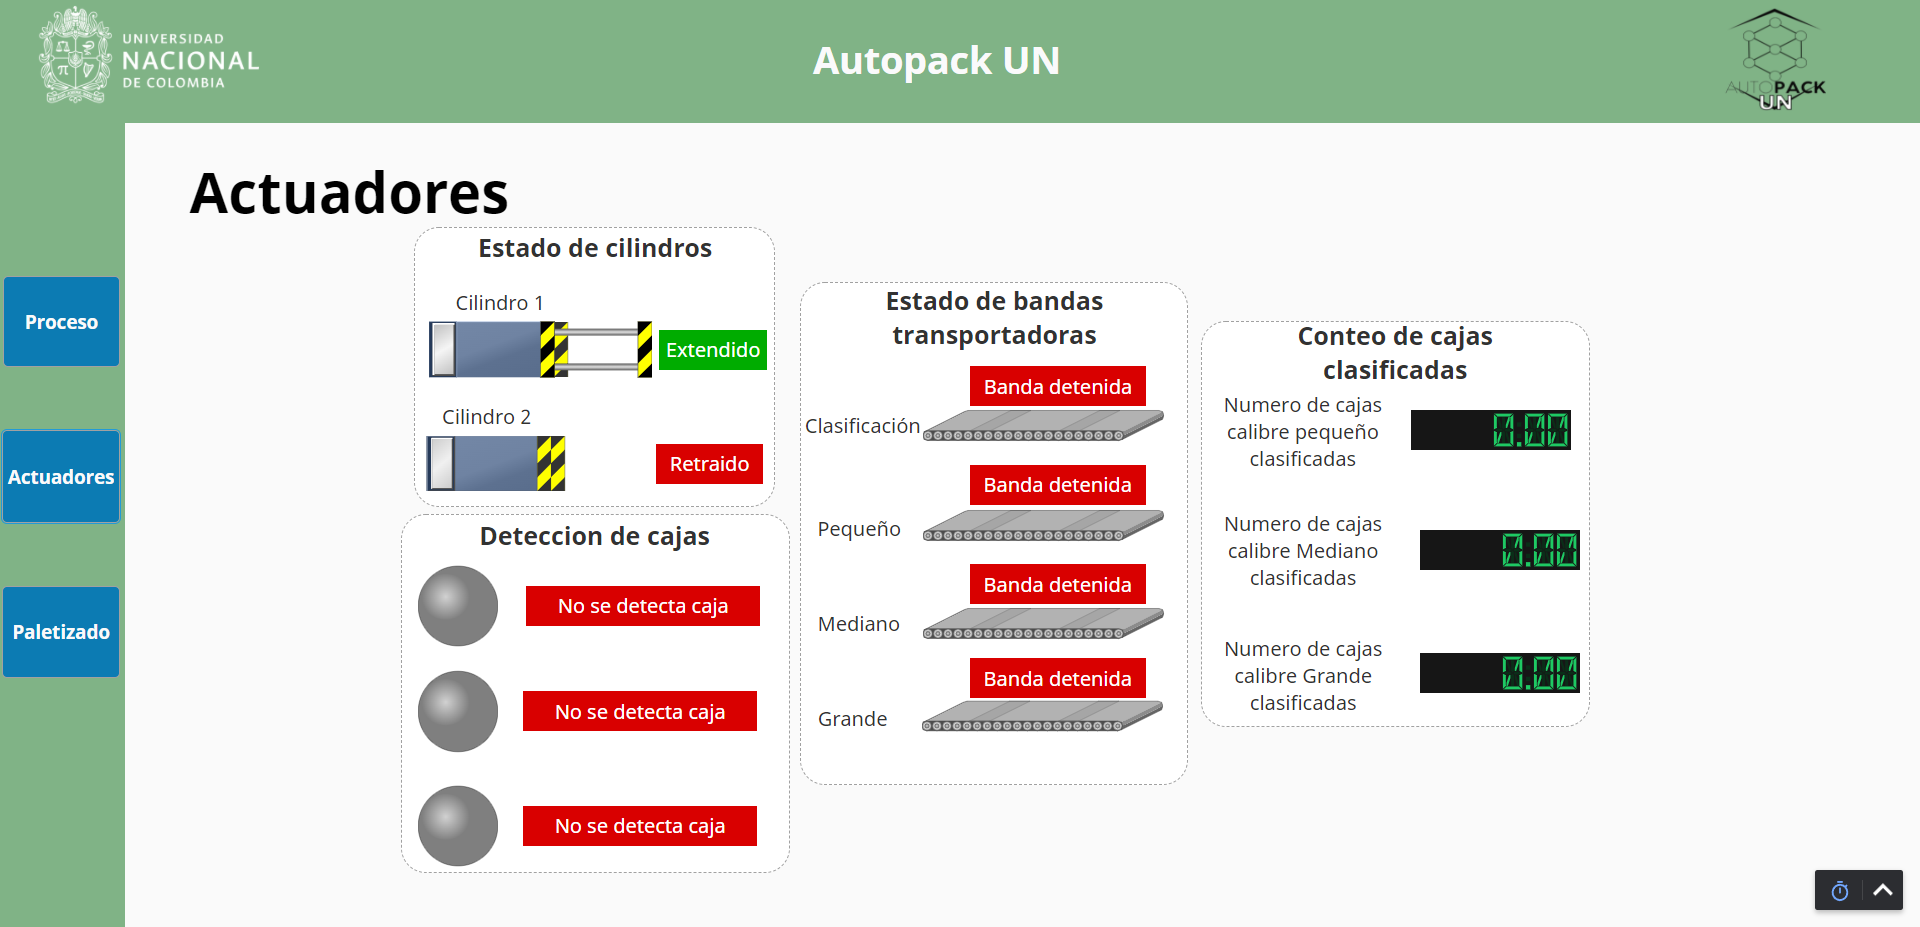 UNIVERSIDAD
NACIONAL
DE COLOMBIA
Autopack UN
AUTOPACK
UN
Actuadores
Proceso
Actuadores
Paletizado
Estado de cilindros
Cilindro 1
Extendido
Cilindro 2
Retraido
Deteccion de cajas
No se detecta caja
No se detecta caja
No se detecta caja
Estado de bandas
transportadoras
Banda detenida
Clasificación
Banda detenida
Pequeño
Banda detenida
Mediano
Banda detenida
Grande
Conteo de cajas
clasificadas
Numero de cajas
calibre pequeño
clasificadas
0.00
Numero de cajas
calibre Mediano
clasificadas
0.00
Numero de cajas
calibre Grande
clasificadas
0.00